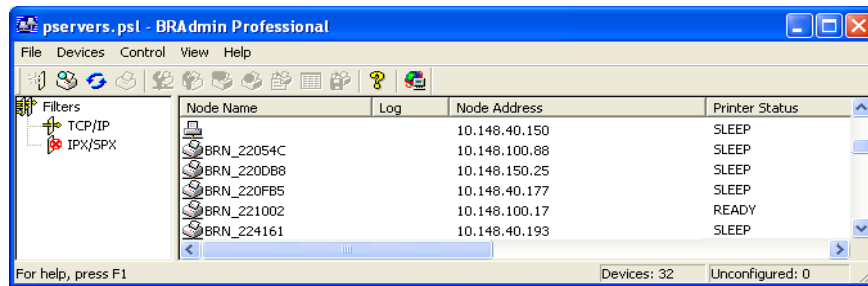 pservers.psl - BRAdmin Professional
File Devices Control View Help
Filters
TCP/IP
IPX/SPX
Node Name Log Node Address Printer Status
10.148.40.150 SLEEP
BRN_22054C 10.148.100.88 SLEEP
BRN_220DB8 10.148.150.25 SLEEP
BRN_220FB5 10.148.40.177 SLEEP
BRN_221002 10.148.100.17 READY
BRN_224161 10.148.40.193 SLEEP
For help, press F1 Devices: 32 Unconfigured: 0